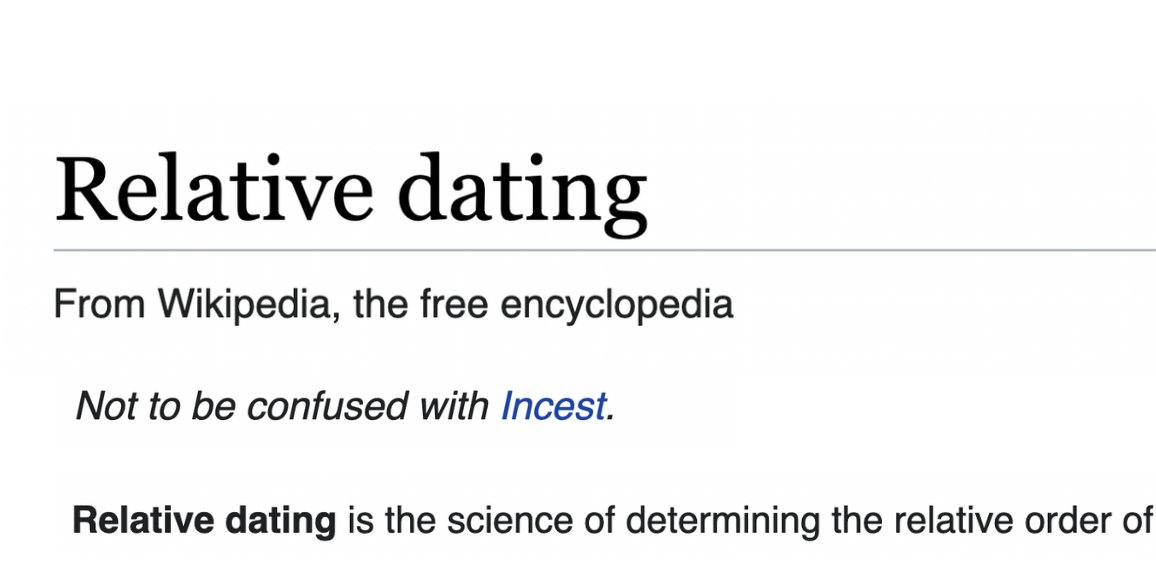 Relative dating
From Wikipedia, the free encyclopedia
Not to be confused with Incest.
Relative dating is the science of determining the relative order of